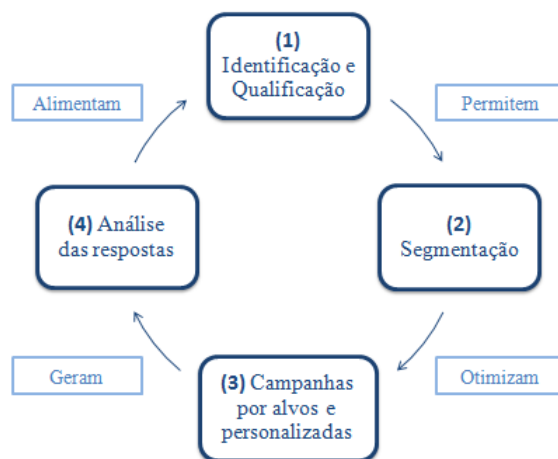 (1)
Identificação e
Qualificação
Alimentam
Permitem
(4) Análise
das respostas
(2)
Segmentação
Geram
(3) Campanhas
por alvos e
personalizadas
Otimizam